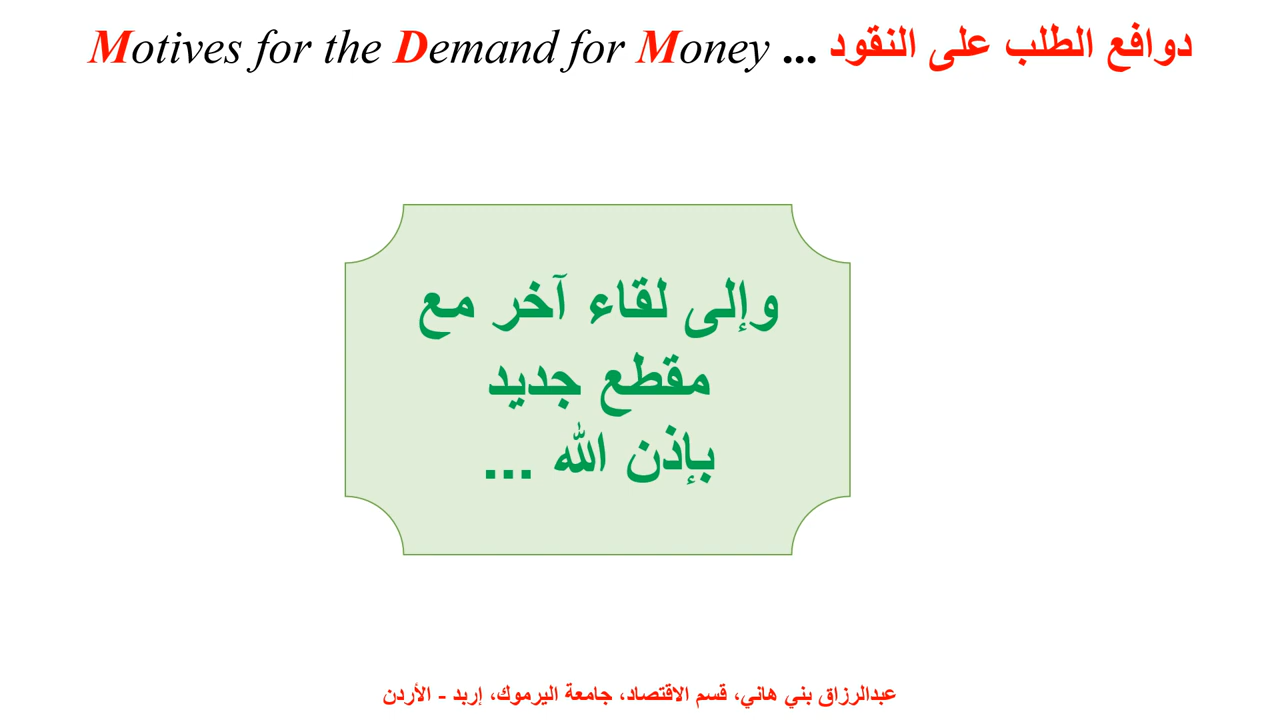 دوافع الطلب على النقود ... Motives for the Demand for Money
وإلى لقاء آخر مع
مقطع جديد
بإذن الله ...
عبدالرزاق بني هاني، قسم الاقتصاد، جامعة اليرموك، إربد - الأردن